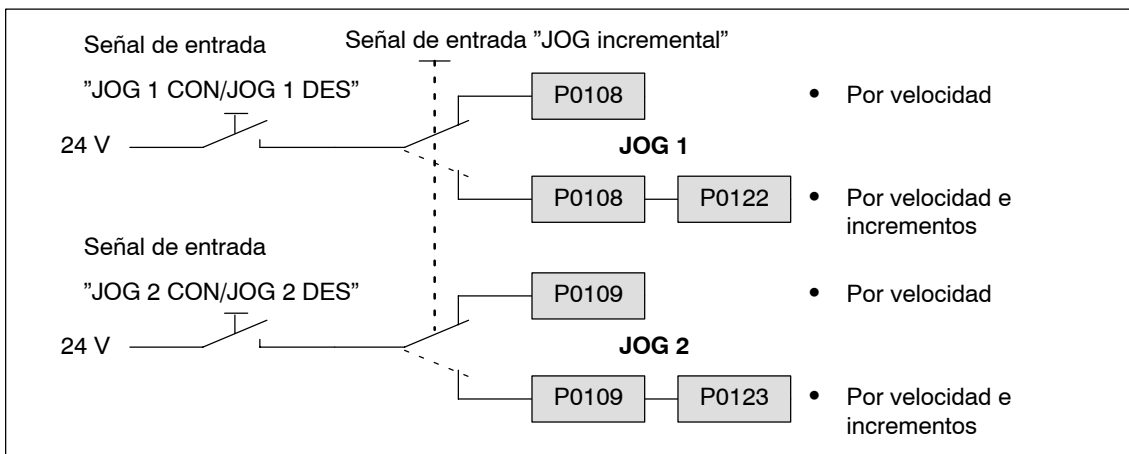 Señal de entrada
Señal de entrada ”JOG incremental”
”JOG 1 CON/JOG 1 DES”
P0108
• Por velocidad
24 V
JOG 1
P0108
P0122
• Por velocidad e
incrementos
Señal de entrada
”JOG 2 CON/JOG 2 DES”
P0109
• Por velocidad
24 V
JOG 2
P0109
P0123
• Por velocidad e
incrementos